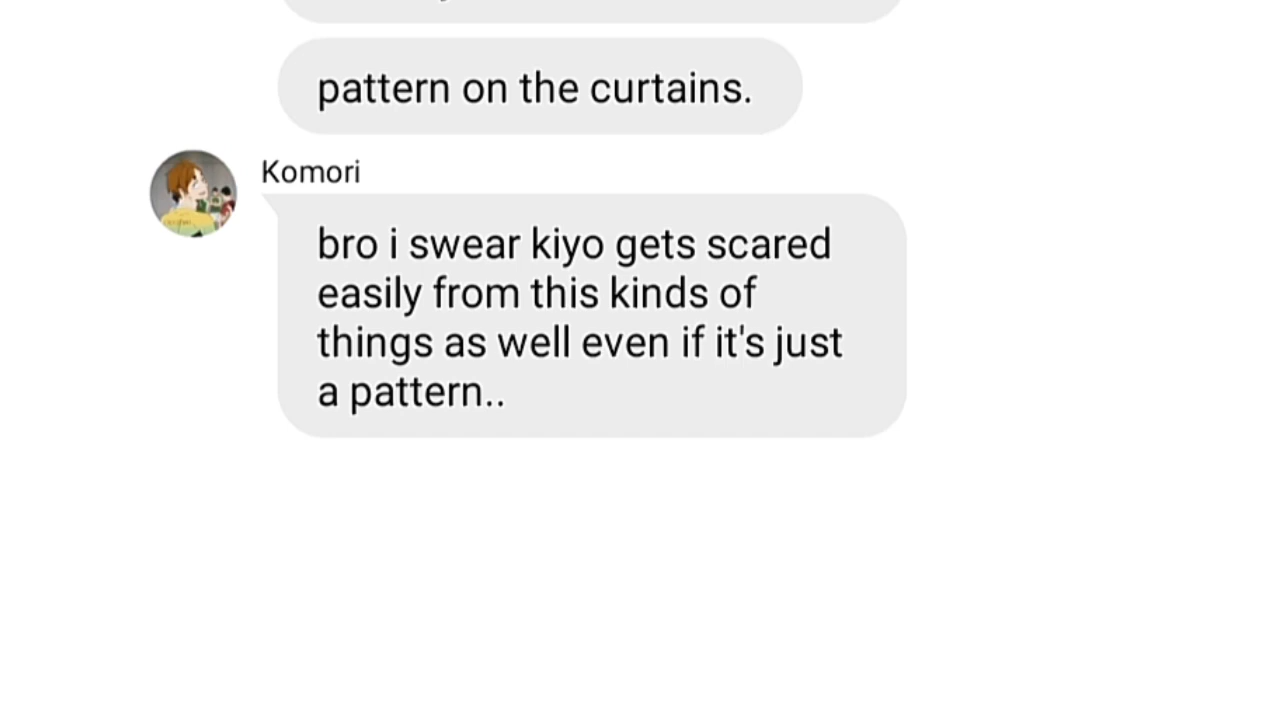 pattern on the curtains.
Komori
bro i swear kiyo gets scared
easily from this kinds of
things as well even if it's just
a pattern..